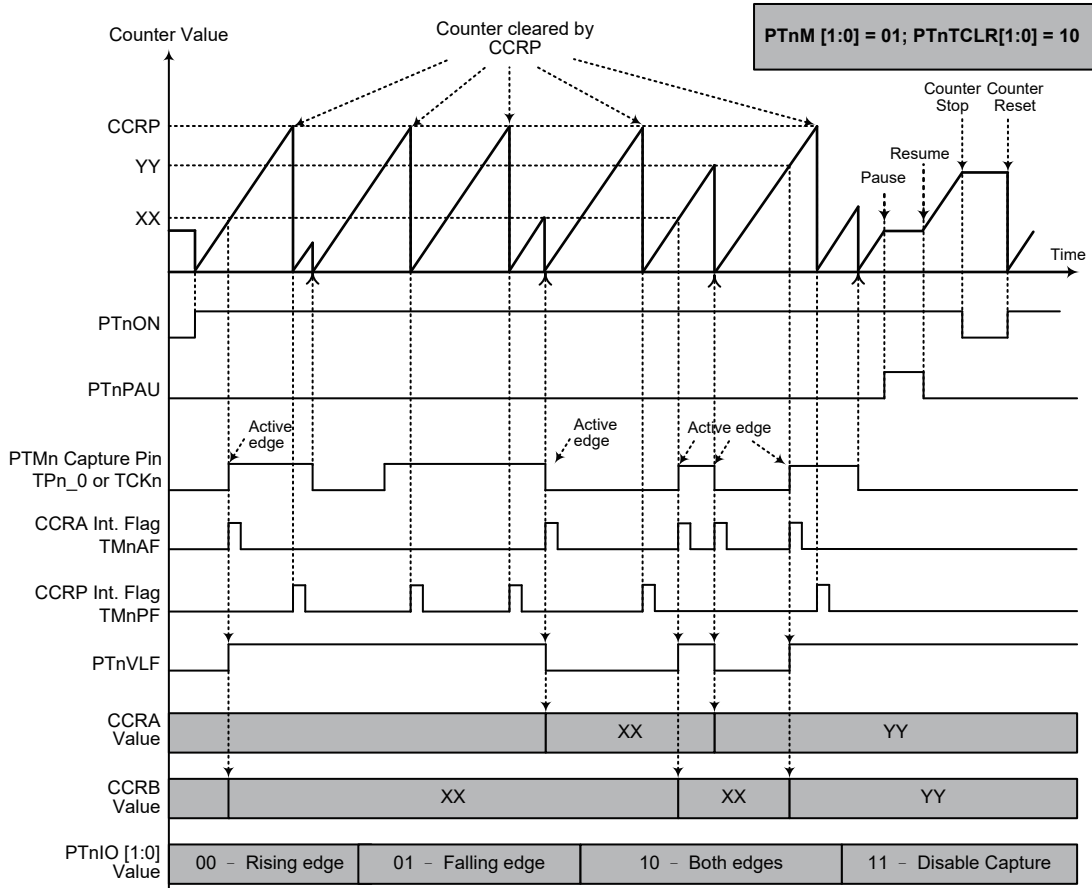 PTnM [1:0] = 01; PTnTCLR[1:0] = 10
Counter Value
Counter cleared by
CCRP
Counter
Stop
Counter
Reset
CCRP
YY
XX
Pause
Resume
Time
PTnON
PTnPAU
Active
edge
Active
edge
Active edge
PTMn Capture Pin
TPn_0 or TCKn
CCRA Int. Flag
TMnAF
CCRP Int. Flag
TMnPF
PTnVLF
CCRA
Value
XX
YY
CCRB
Value
XX
XX
YY
PTnIO [1:0]
Value
00 – Rising edge
01 – Falling edge
10 – Both edges
11 – Disable Capture